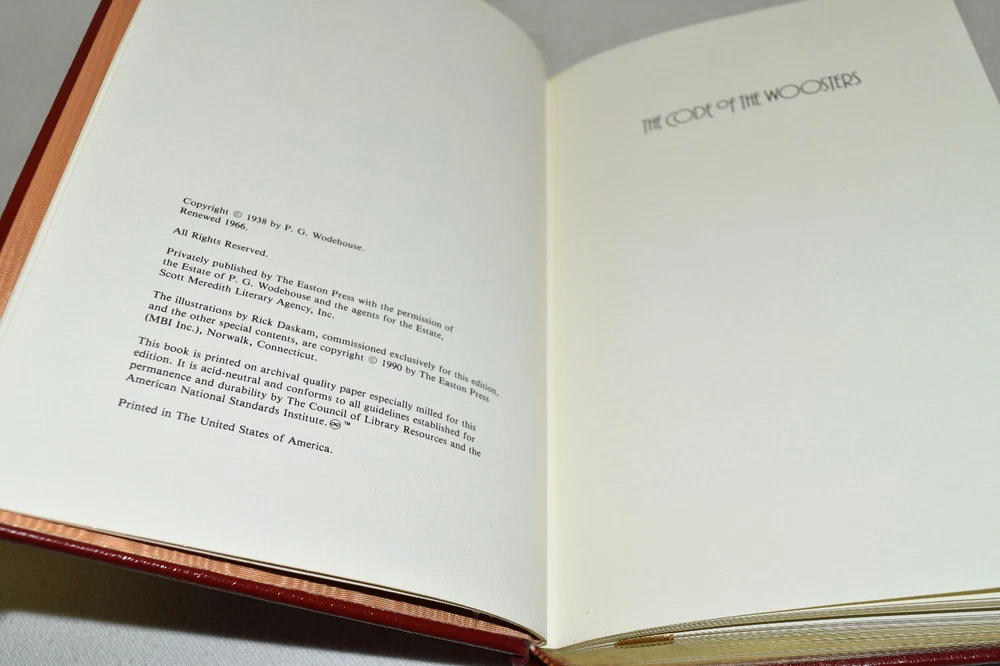 Copyright © 1938 by P. G. Wodehouse.
Renewed 1966.
All Rights Reserved.
Privately published by The Easton Press with the permission of
the Estate of P. G. Wodehouse and the agents for the Estate,
Scott Meredith Literary Agency, Inc.
The illustrations by Rick Daskam, commissioned exclusively for this edition,
and the other special contents, are copyright © 1990 by The Easton Press
(MBI Inc.), Norwalk, Connecticut.
This book is printed on archival quality paper especially milled for this
edition. It is acid-neutral and conforms to all guidelines established for
permanence and durability by The Council of Library Resources and the
American National Standards Institute. ♾™
Printed in The United States of America.
THE CODE OF THE WOOSTERS